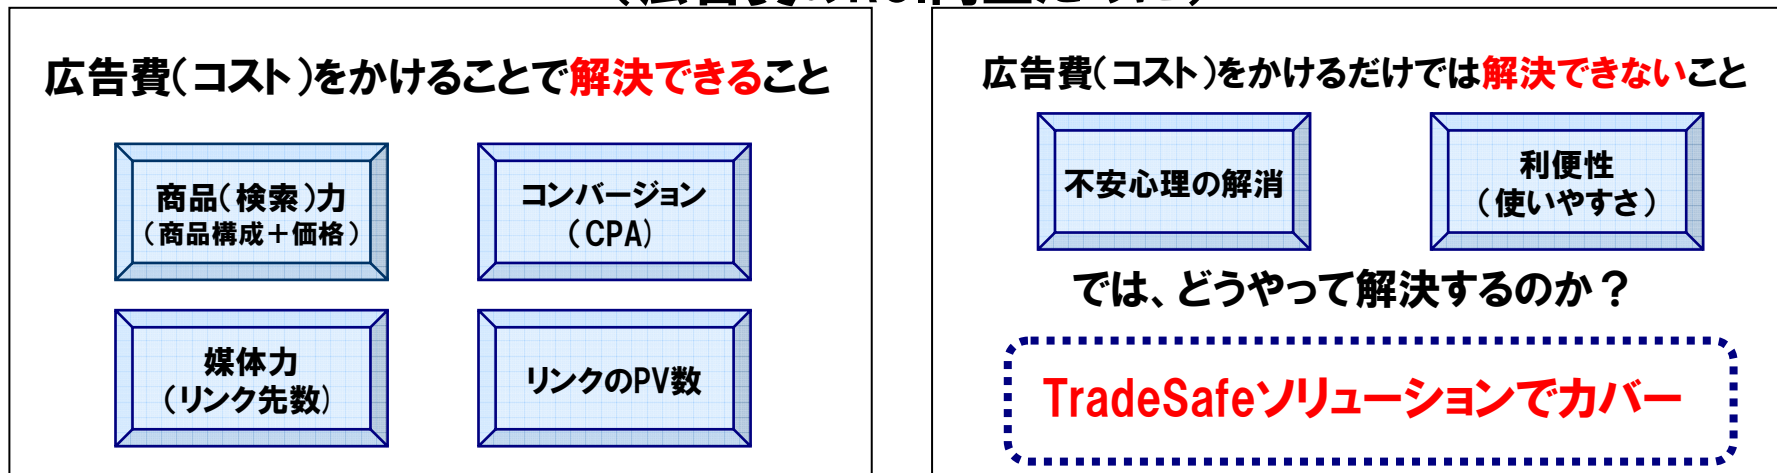 広告費(コスト)をかけることで解決できること
商品(検索)力
(商品構成+価格)
コンバージョン
(CPA)
媒体力
(リンク先数)
リンクのPV数
広告費(コスト)をかけるだけでは解決できないこと
不安心理の解消
利便性
(使いやすさ)
では、どうやって解決するのか?
TradeSafeソリューションでカバー